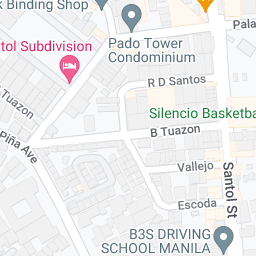 k Binding Shop
Pado Tower
Condominium
Pala
tol Subdivision
R D Santos
Silencio Basketba
Tuazon
B Tuazon
Piña Ave
Vallejo
Santol St
Escoda
B3S DRIVING
SCHOOL MANILA